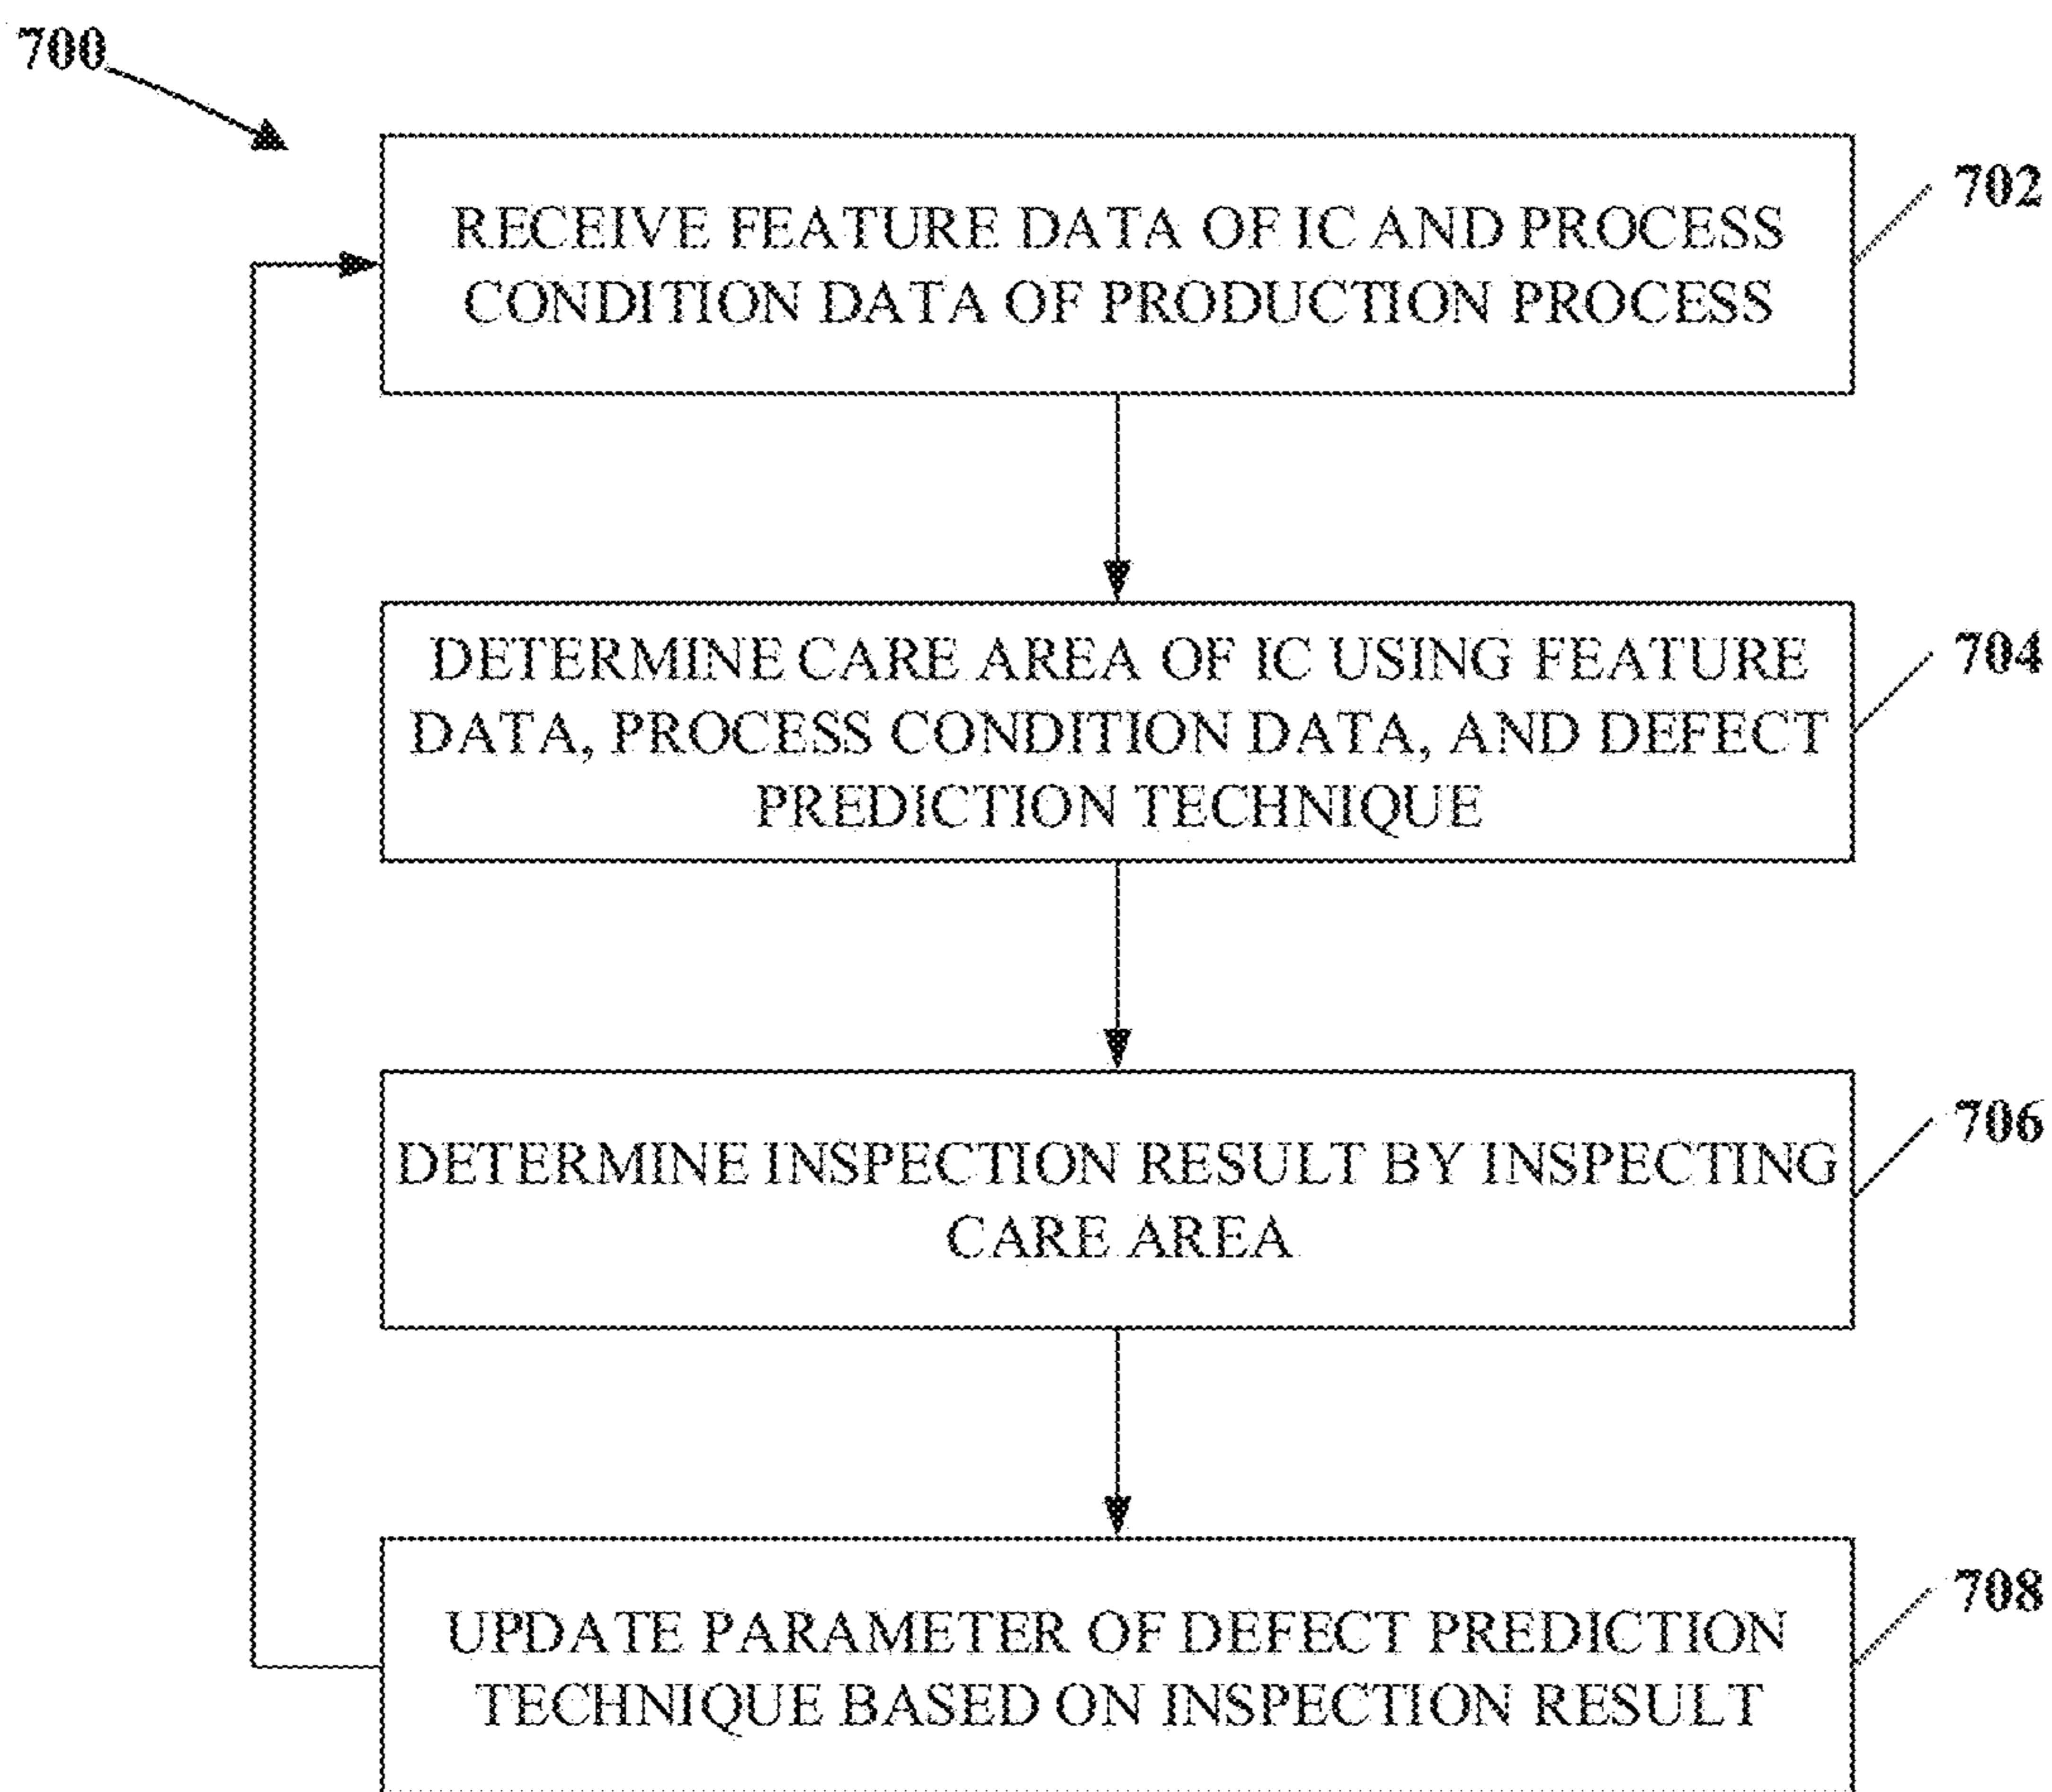 700
RECEIVE FEATURE DATA OF IC AND PROCESS
CONDITION DATA OF PRODUCTION PROCESS
702
DETERMINE CARE AREA OF IC USING FEATURE
DATA, PROCESS CONDITION DATA, AND DEFECT
PREDICTION TECHNIQUE
704
DETERMINE INSPECTION RESULT BY INSPECTING
CARE AREA
706
UPDATE PARAMETER OF DEFECT PREDICTION
TECHNIQUE BASED ON INSPECTION RESULT
708